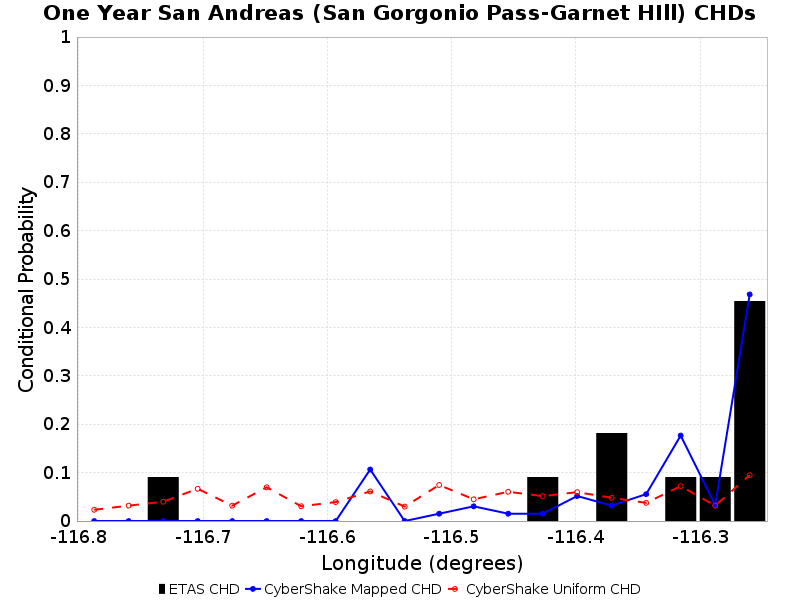 One Year San Andreas (San Gorgonio Pass-Garnet HIll) CHDs
1
0.9
0.8
0.7
0.6
0.5
0.4
0.3
0.2
0.1
0
Conditional Probability
-116.8 -116.7 -116.6 -116.5 -116.4 -116.3
Longitude (degrees)
ETAS CHD CyberShake Mapped CHD CyberShake Uniform CHD